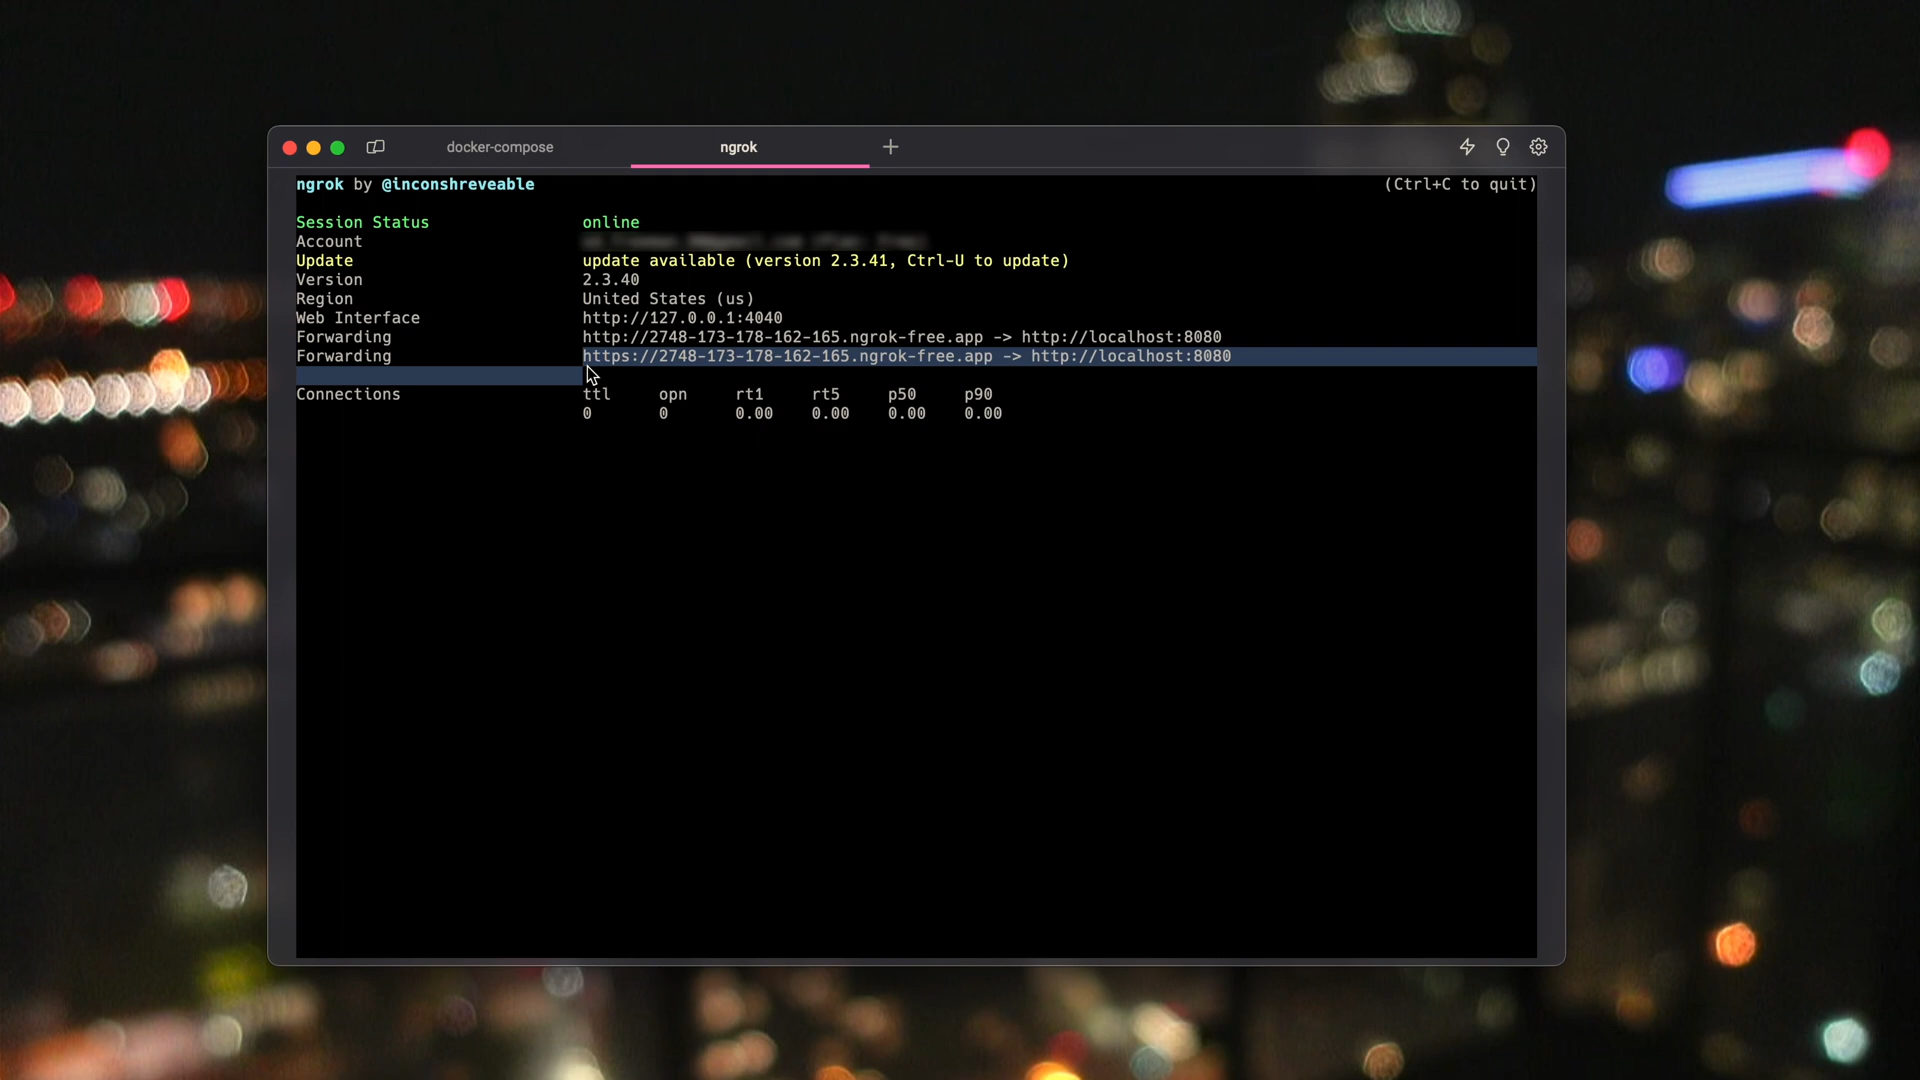 docker-compose ngrok
ngrok by @inconshreveable (Ctrl+C to quit)
Session Status online
Account
Update update available (version 2.3.41, Ctrl-U to update)
Version 2.3.40
Region United States (us)
Web Interface http://127.0.0.1:4040
Forwarding http://2748-173-178-162-165.ngrok-free.app -> http://localhost:8080
Forwarding https://2748-173-178-162-165.ngrok-free.app -> http://localhost:8080
Connections ttl opn rt1 rt5 p50 p90
0 0 0.00 0.00 0.00 0.00